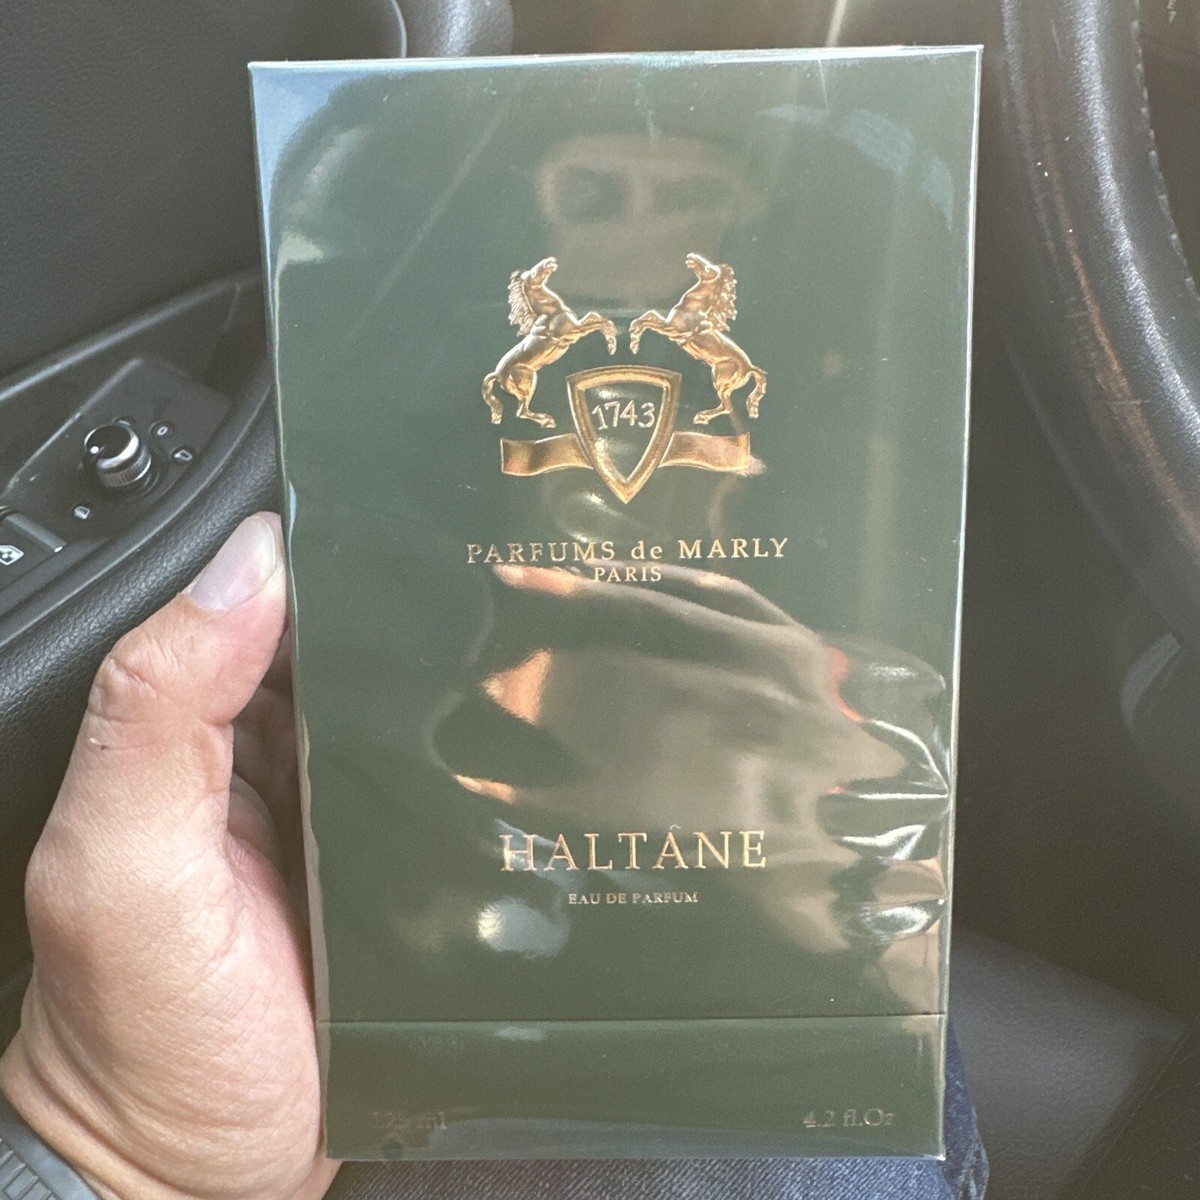 1743
PARFUMS de MARLY
PARIS
HALTÂNE
EAU DE PARFUM
125 ml 4.2 fl.Oz